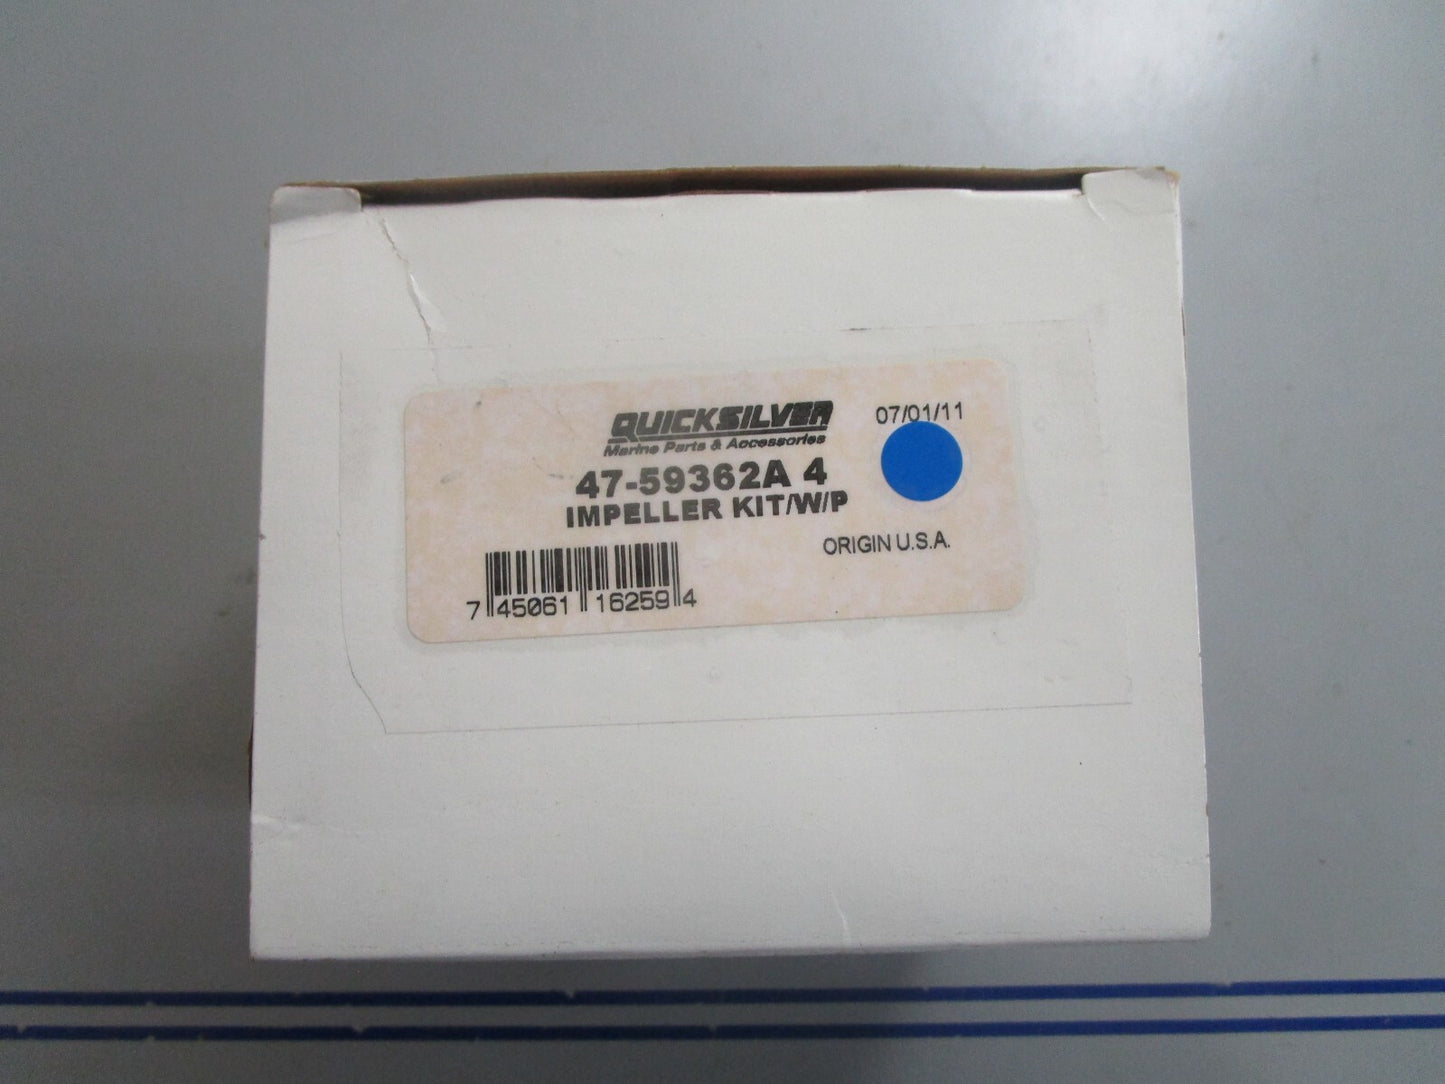 QUICKSILVER
Marine Parts & Accessories
07/01/11
47-59362A 4
IMPELLER KIT/W/P
ORIGIN U.S.A.
7 45061 16259 4